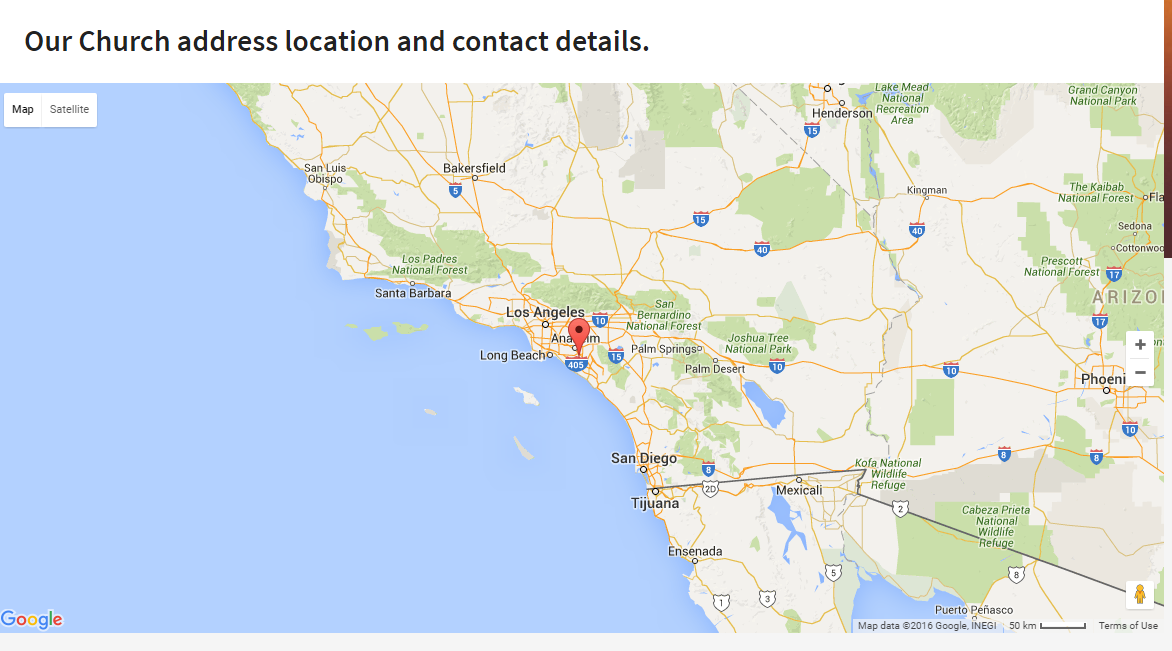 Our Church address location and contact details.
Map
Satellite
Lake Mead
National
Recreation
Area
Grand Canyon
National Park
Henderson
15
San Luis
Obispo
Bakersfield
5
Kingman
The Kaibab
National Forest
Sedona
15
40
40
Los Padres
National Forest
Prescott
National Forest
17
Santa Barbara
Los Angeles
10
San
Bernardino
National Forest
17
Long Beach
405
15
Palm Springs
Joshua Tree
National Park
Palm Desert
10
10
+
−
10
San Diego
8
8
8
2D
Tijuana
Mexicali
Kofa National
Wildlife
Refuge
2
Cabeza Prieta
National
Wildlife
Refuge
Ensenada
5
8
1
3
Puerto Peñasco
Google
Map data ©2016 Google, INEGI
50 km
Terms of Use